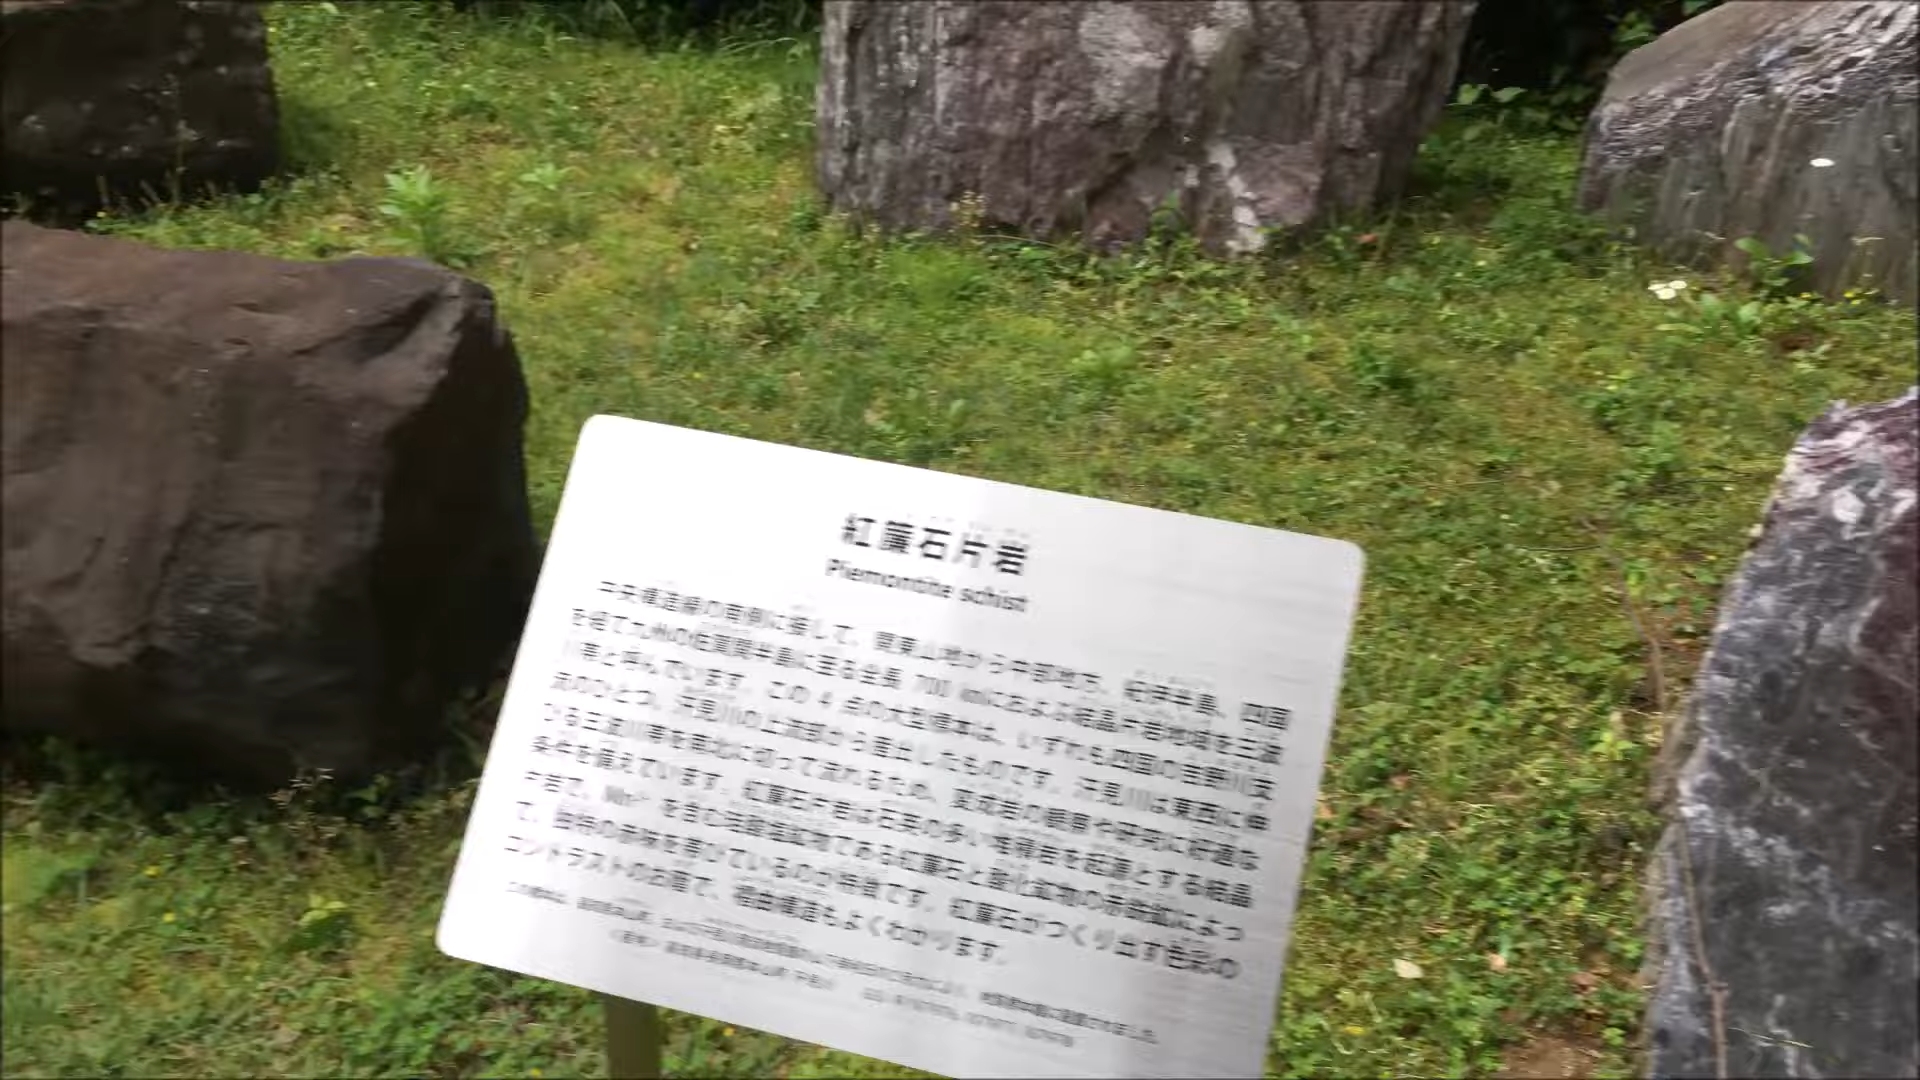 紅簾石片岩
Piemontite schist
中央構造線の南側に接して、関東山地から中部地方、紀伊半島、四国
を経て九州の佐賀関半島に至る全長 700 kmにおよぶ結晶片岩地域を三波
川帯と呼んでいます。この 4 点の大型標本は、いずれも四国の吉野川支
流のひとつ、汗見川の上流部から産出したものです。汗見川は東西に伸
びる三波川帯を南北に切って流れるため、変成岩の観察や研究に好適な
条件を備えています。紅簾石片岩は石英の多い堆積岩を起源とする結晶
片岩で、を含む珪酸塩鉱物である紅簾石と酸化鉱物の赤鉄鉱によっ
て、独特の赤味を帯びているのが特徴です。紅簾石がつくり出す色彩の
コントラストのお蔭で、褶曲構造もよくわかります。